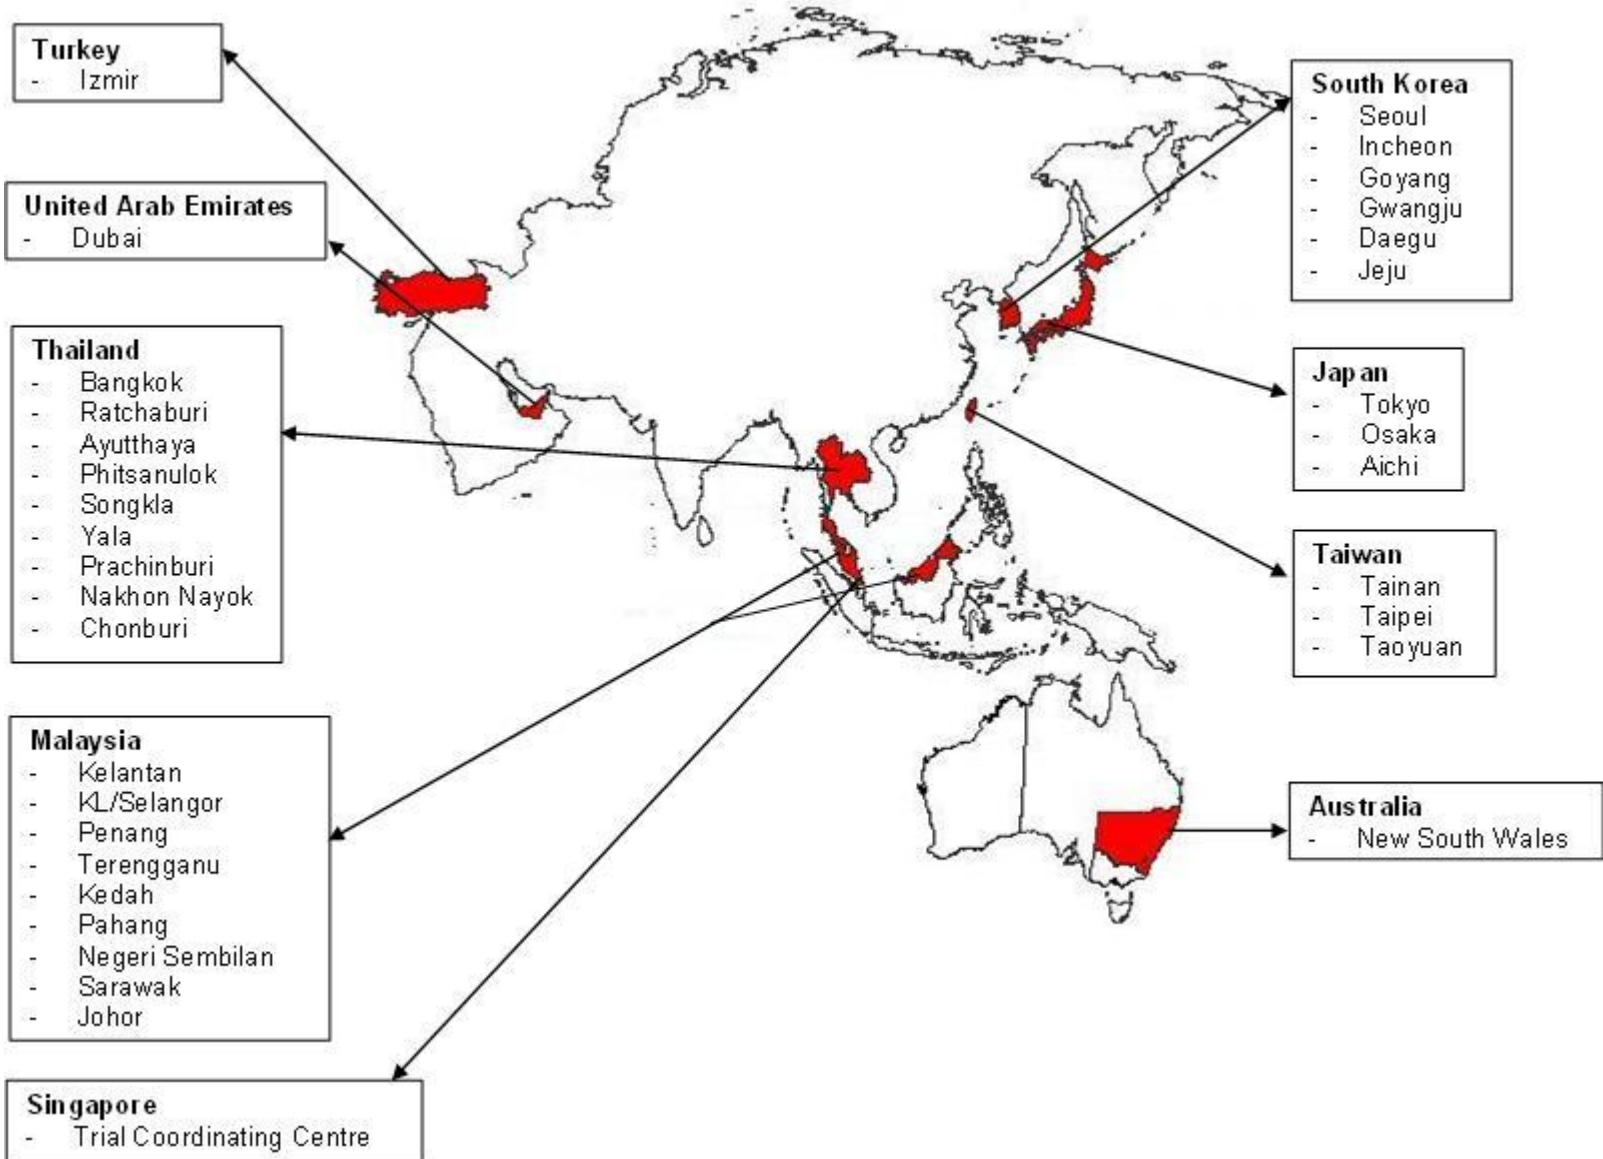 Turkey
- Izmir
United Arab Emirates
- Dubai
Thailand
- Bangkok
- Ratchaburi
- Ayutthaya
- Phitsanulok
- Songkla
- Yala
- Prachinburi
- Nakhon Nayok
- Chonburi
Malaysia
- Kelantan
- KL/Selangor
- Penang
- Terengganu
- Kedah
- Pahang
- Negeri Sembilan
- Sarawak
- Johor
Singapore
- Trial Coordinating Centre
South Korea
- Seoul
- Incheon
- Goyang
- Gwangju
- Daegu
- Jeju
Japan
- Tokyo
- Osaka
- Aichi
Taiwan
- Tainan
- Taipei
- Taoyuan
Australia
- New South Wales